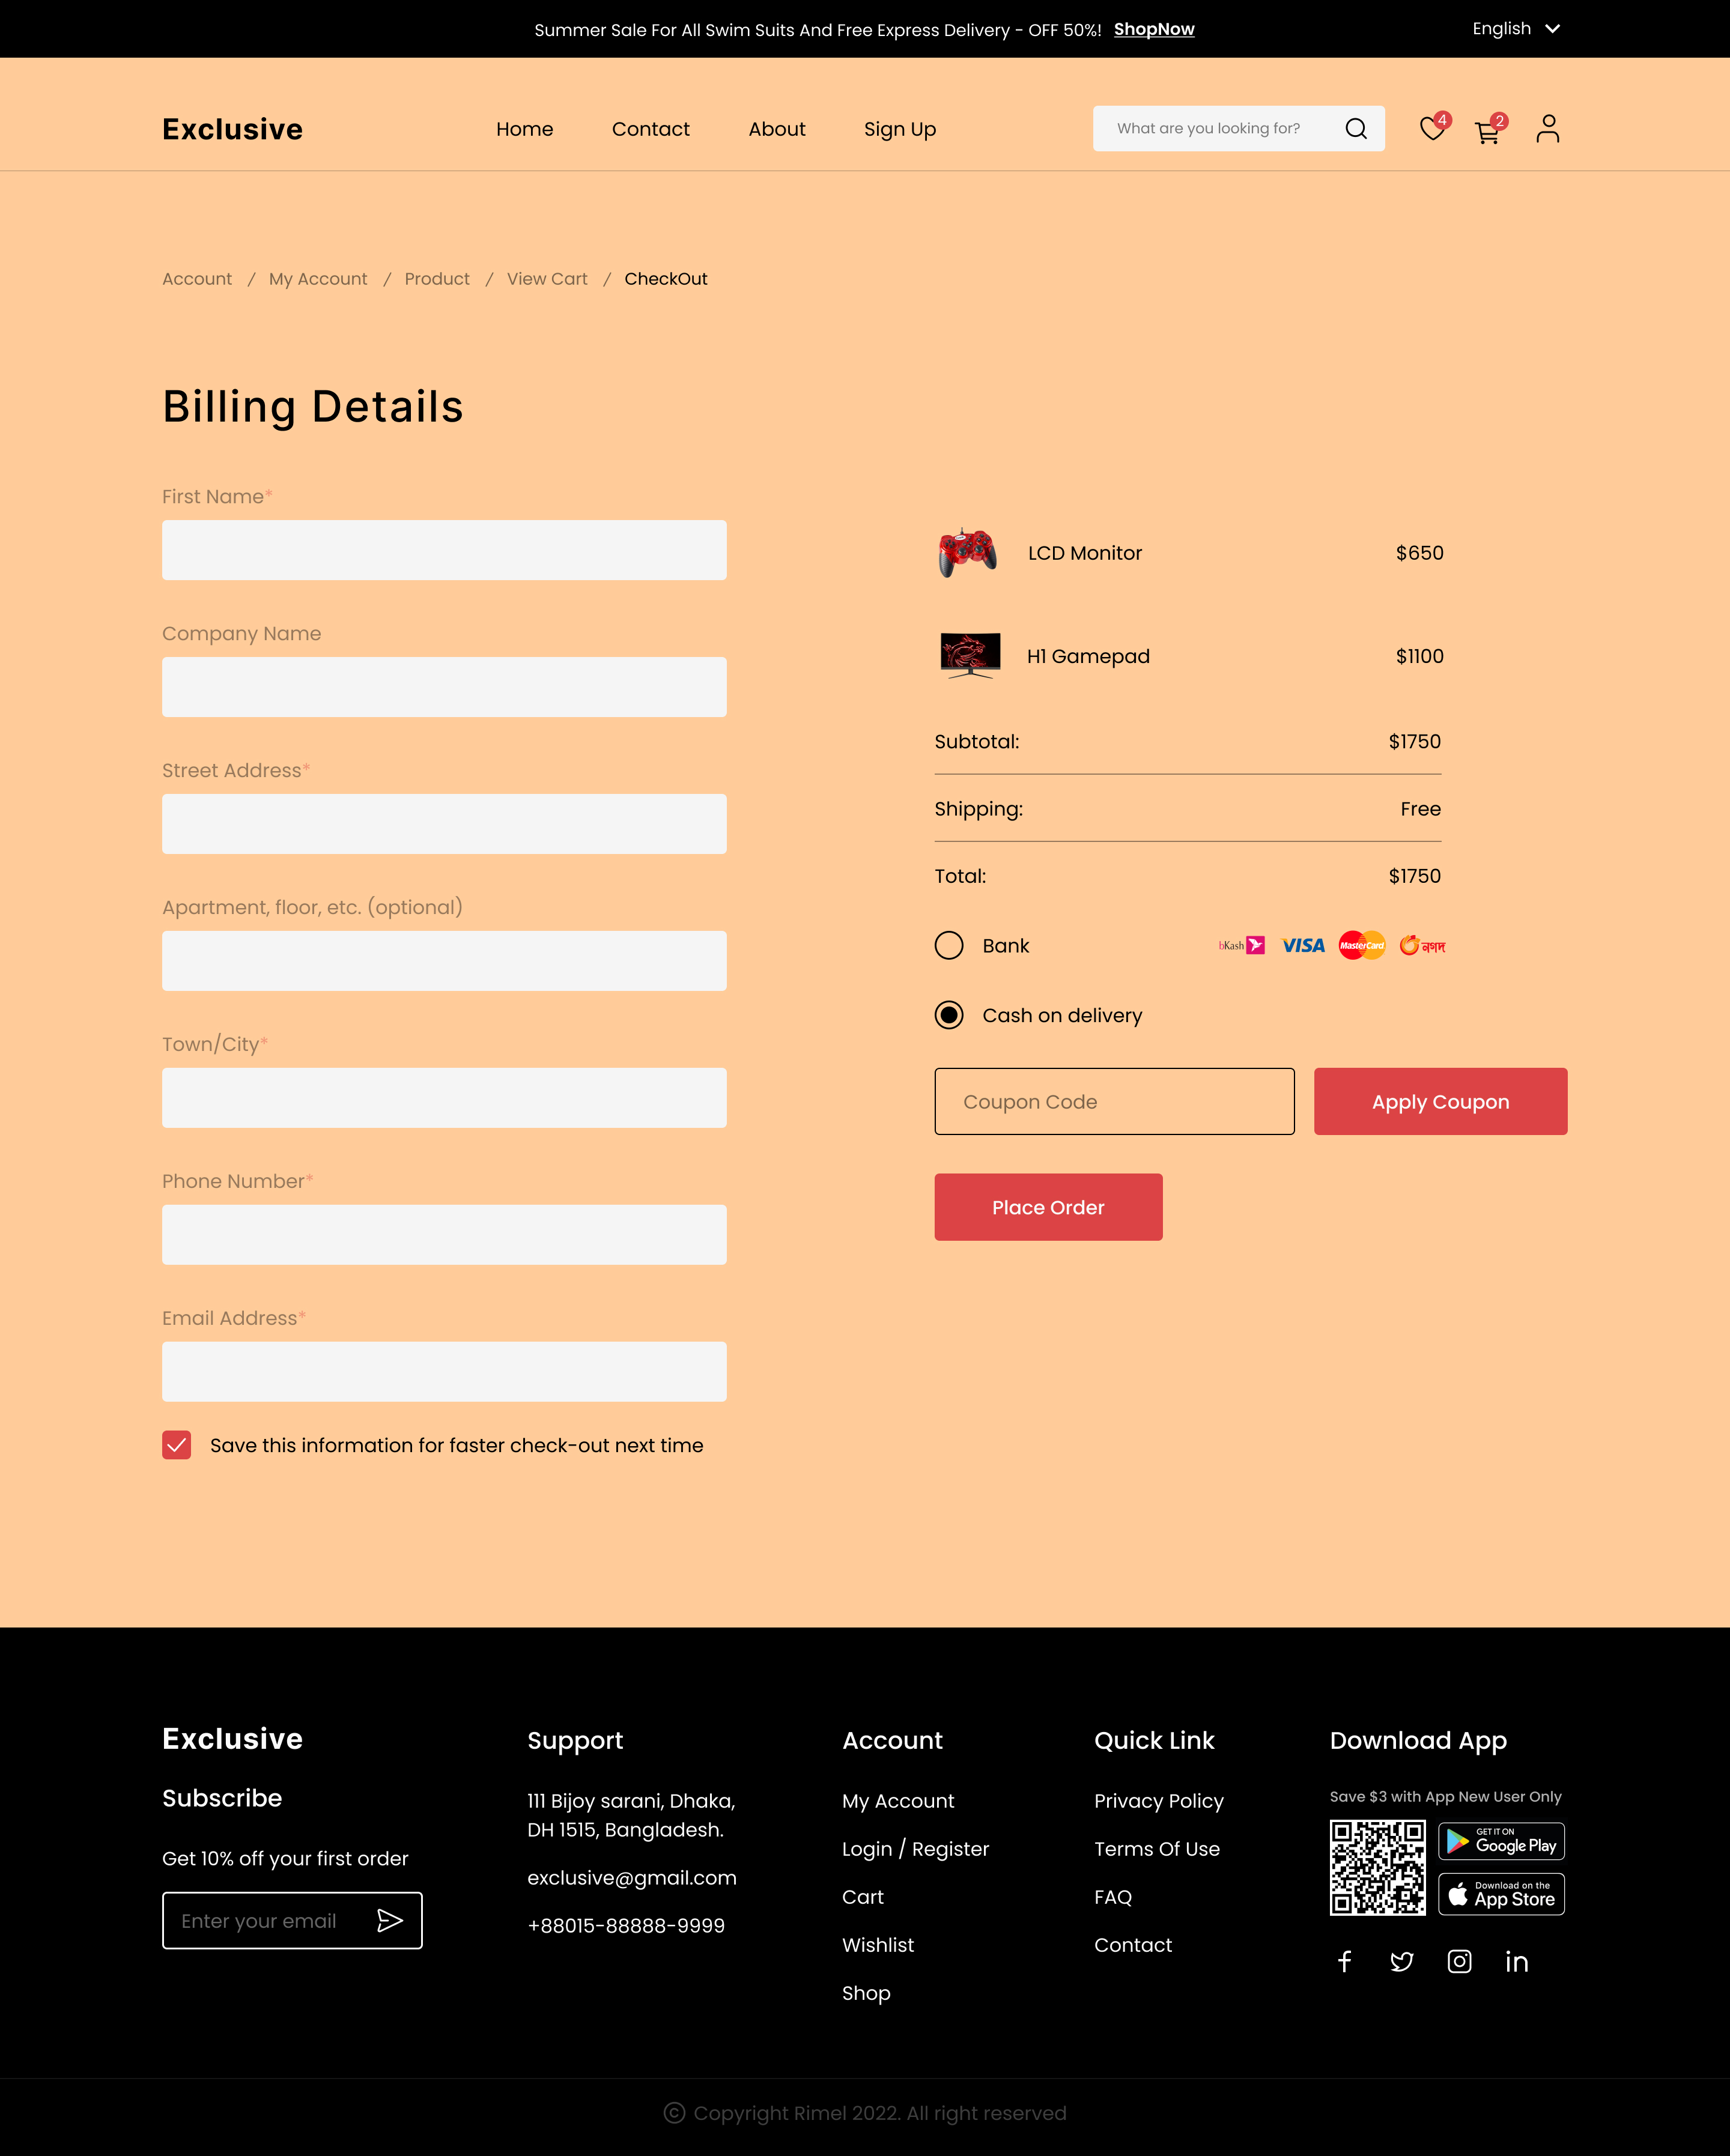 Summer Sale For All Swim Suits And Free Express Delivery - OFF 50%! ShopNow
English
Exclusive
Home
Contact
About
Sign Up
What are you looking for?
4
2
Account / My Account / Product / View Cart / CheckOut
Billing Details
First Name*
Company Name
Street Address*
Apartment, floor, etc. (optional)
Town/City*
Phone Number*
Email Address*
Save this information for faster check-out next time
LCD Monitor $650
H1 Gamepad $1100
Subtotal: $1750
Shipping: Free
Total: $1750
Bank
bKash
VISA
MasterCard
নগদ
Cash on delivery
Coupon Code
Apply Coupon
Place Order
Exclusive
Subscribe
Get 10% off your first order
Enter your email
Support
111 Bijoy sarani, Dhaka,
DH 1515, Bangladesh.
exclusive@gmail.com
+88015-88888-9999
Account
My Account
Login / Register
Cart
Wishlist
Shop
Quick Link
Privacy Policy
Terms Of Use
FAQ
Contact
Download App
Save $3 with App New User Only
GET IT ON
Google Play
Download on the
App Store
© Copyright Rimel 2022. All right reserved